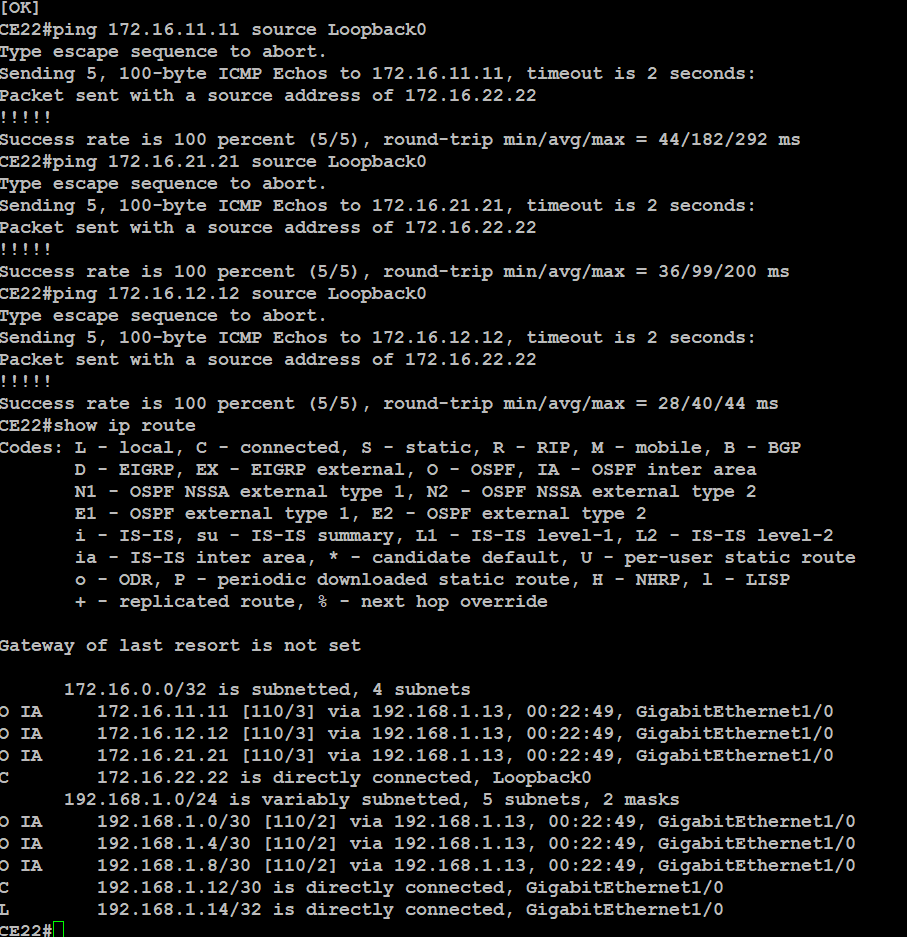 [OK]
CE22#ping 172.16.11.11 source Loopback0
Type escape sequence to abort.
Sending 5, 100-byte ICMP Echos to 172.16.11.11, timeout is 2 seconds:
Packet sent with a source address of 172.16.22.22
!!!!!
Success rate is 100 percent (5/5), round-trip min/avg/max = 44/182/292 ms
CE22#ping 172.16.21.21 source Loopback0
Type escape sequence to abort.
Sending 5, 100-byte ICMP Echos to 172.16.21.21, timeout is 2 seconds:
Packet sent with a source address of 172.16.22.22
!!!!!
Success rate is 100 percent (5/5), round-trip min/avg/max = 36/99/200 ms
CE22#ping 172.16.12.12 source Loopback0
Type escape sequence to abort.
Sending 5, 100-byte ICMP Echos to 172.16.12.12, timeout is 2 seconds:
Packet sent with a source address of 172.16.22.22
!!!!!
Success rate is 100 percent (5/5), round-trip min/avg/max = 28/40/44 ms
CE22#show ip route
Codes: L - local, C - connected, S - static, R - RIP, M - mobile, B - BGP
       D - EIGRP, EX - EIGRP external, O - OSPF, IA - OSPF inter area
       N1 - OSPF NSSA external type 1, N2 - OSPF NSSA external type 2
       E1 - OSPF external type 1, E2 - OSPF external type 2
       i - IS-IS, su - IS-IS summary, L1 - IS-IS level-1, L2 - IS-IS level-2
       ia - IS-IS inter area, * - candidate default, U - per-user static route
       o - ODR, P - periodic downloaded static route, H - NHRP, l - LISP
       + - replicated route, % - next hop override

Gateway of last resort is not set

      172.16.0.0/32 is subnetted, 4 subnets
O IA     172.16.11.11 [110/3] via 192.168.1.13, 00:22:49, GigabitEthernet1/0
O IA     172.16.12.12 [110/3] via 192.168.1.13, 00:22:49, GigabitEthernet1/0
O IA     172.16.21.21 [110/3] via 192.168.1.13, 00:22:49, GigabitEthernet1/0
C        172.16.22.22 is directly connected, Loopback0
      192.168.1.0/24 is variably subnetted, 5 subnets, 2 masks
O IA     192.168.1.0/30 [110/2] via 192.168.1.13, 00:22:49, GigabitEthernet1/0
O IA     192.168.1.4/30 [110/2] via 192.168.1.13, 00:22:49, GigabitEthernet1/0
O IA     192.168.1.8/30 [110/2] via 192.168.1.13, 00:22:49, GigabitEthernet1/0
C        192.168.1.12/30 is directly connected, GigabitEthernet1/0
L        192.168.1.14/32 is directly connected, GigabitEthernet1/0
CE22#